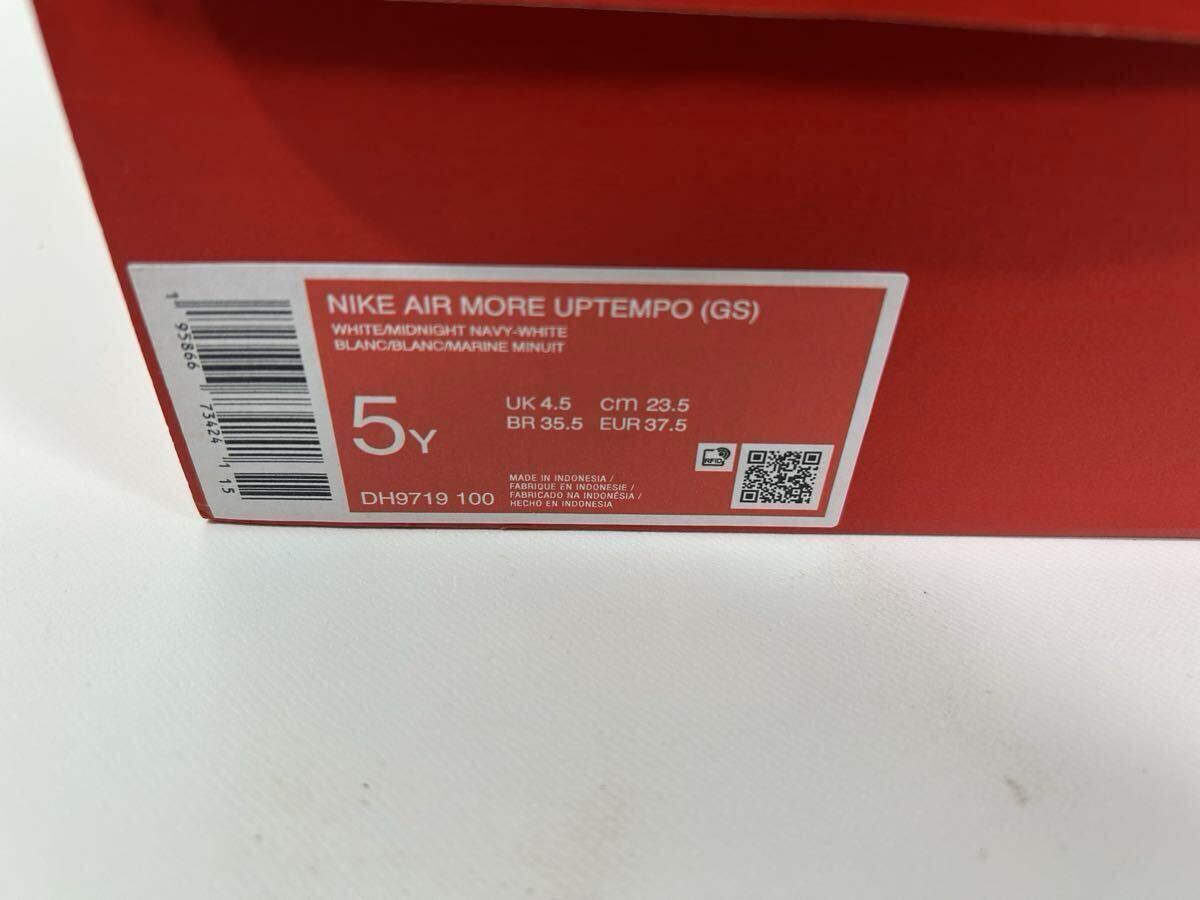 NIKE AIR MORE UPTEMPO (GS)
WHITE/MIDNIGHT NAVY-WHITE
BLANC/BLANC/MARINE MINUIT
5Y
UK 4.5 cm 23.5
BR 35.5 EUR 37.5
DH9719 100
MADE IN INDONESIA /
FABRIQUE EN INDONESIE /
FABRICADO NA INDONÉSIA /
HECHO EN INDONESIA
RFID
1 95866 73424 1 15